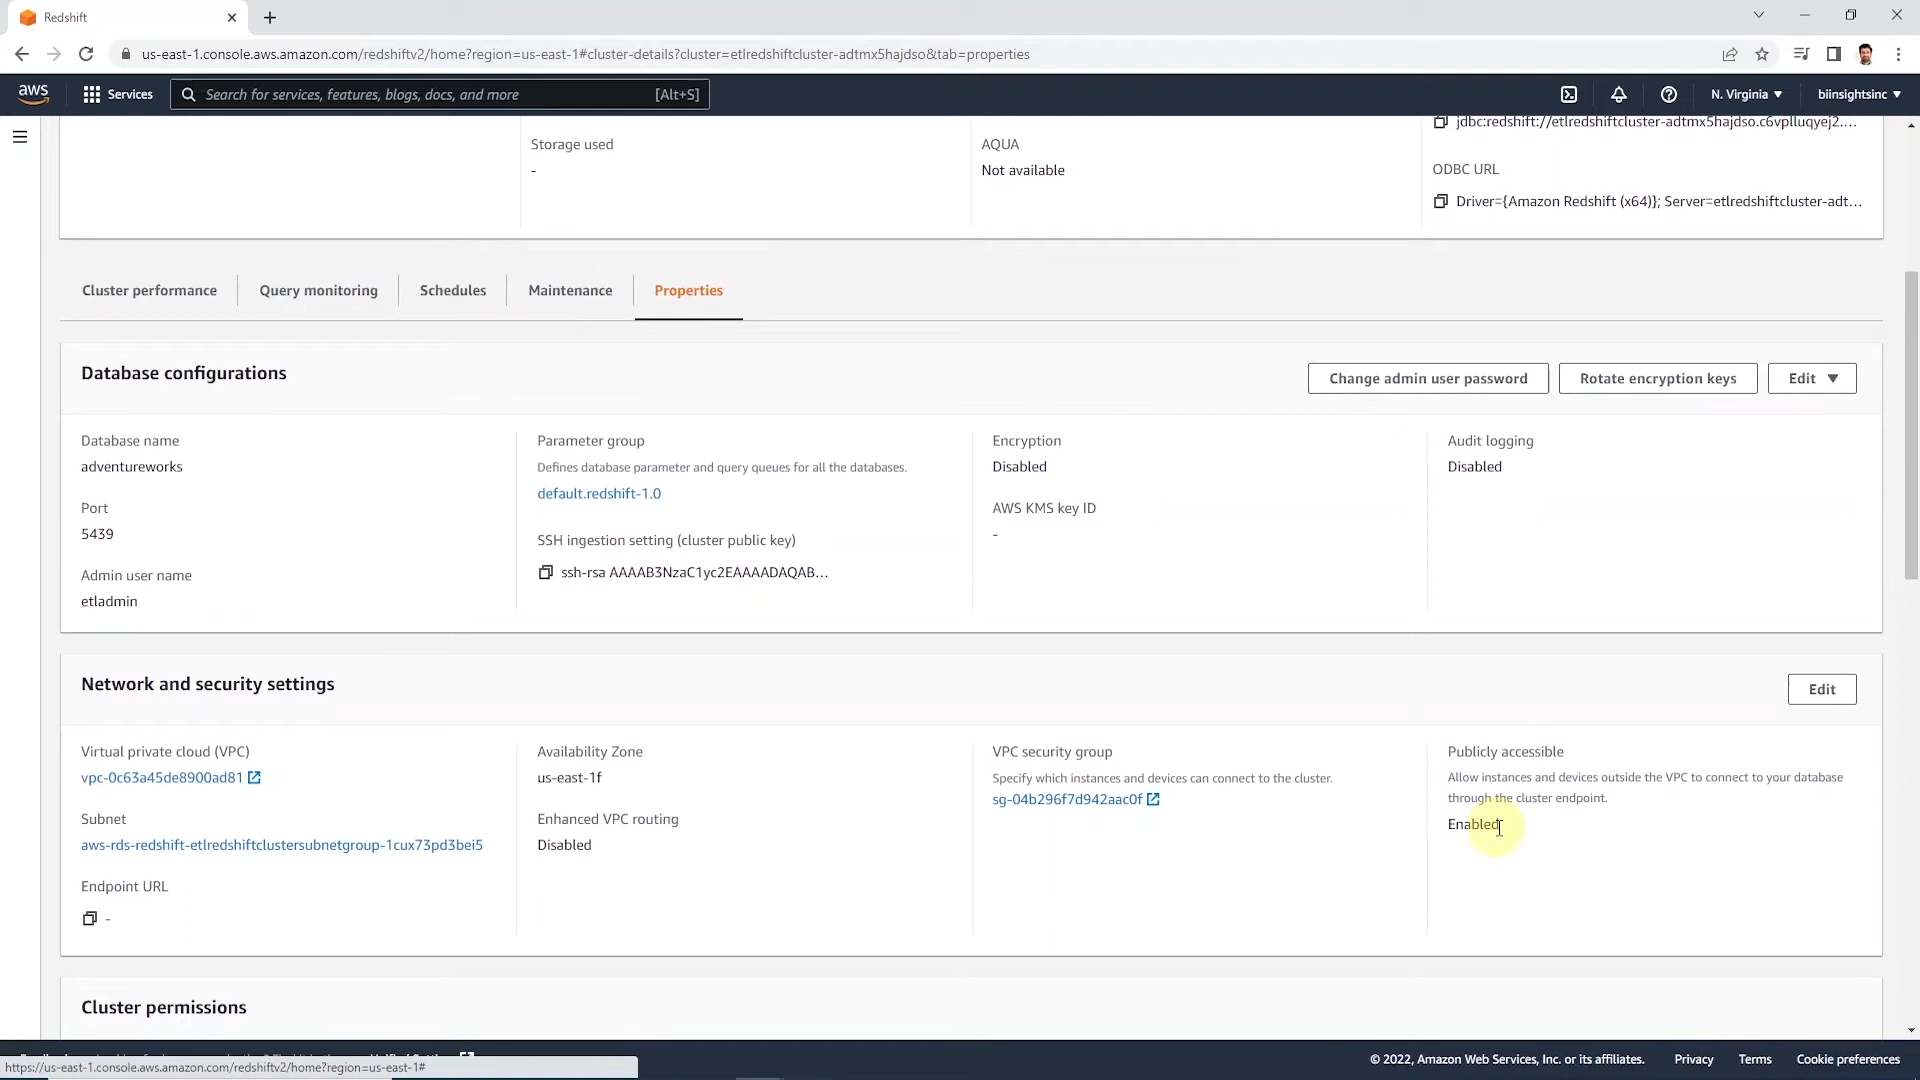 Redshift
us-east-1.console.aws.amazon.com/redshiftv2/home?region=us-east-1#cluster-details?cluster=etlredshiftcluster-adtmx5hajdso&tab=properties
aws
Services
Search for services, features, blogs, docs, and more
[Alt+S]
N. Virginia
biinsightsinc
jdbc:redshift://etlredshiftcluster-adtmx5hajdso.c6vplluqyej2....
Storage used
-
AQUA
Not available
ODBC URL
Driver={Amazon Redshift (x64)}; Server=etlredshiftcluster-adt...
Cluster performance
Query monitoring
Schedules
Maintenance
Properties
Database configurations
Change admin user password
Rotate encryption keys
Edit
Database name
adventureworks
Port
5439
Admin user name
etladmin
Parameter group
Defines database parameter and query queues for all the databases.
default.redshift-1.0
SSH ingestion setting (cluster public key)
ssh-rsa AAAAB3NzaC1yc2EAAAADAQAB...
Encryption
Disabled
AWS KMS key ID
-
Audit logging
Disabled
Network and security settings
Edit
Virtual private cloud (VPC)
vpc-0c63a45de8900ad81
Subnet
aws-rds-redshift-etlredshiftclustersubnetgroup-1cux73pd3bei5
Endpoint URL
-
Availability Zone
us-east-1f
Enhanced VPC routing
Disabled
VPC security group
Specify which instances and devices can connect to the cluster.
sg-04b296f7d942aac0f
Publicly accessible
Allow instances and devices outside the VPC to connect to your database
through the cluster endpoint.
Enabled
Cluster permissions
https://us-east-1.console.aws.amazon.com/redshiftv2/home?region=us-east-1#
© 2022, Amazon Web Services, Inc. or its affiliates.
Privacy
Terms
Cookie preferences